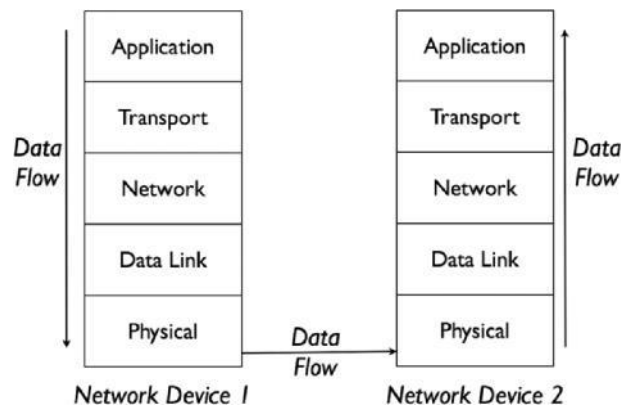 Application
Transport
Network
Data Link
Physical
Data
Flow
Network Device 1
Data
Flow
Application
Transport
Network
Data Link
Physical
Data
Flow
Network Device 2